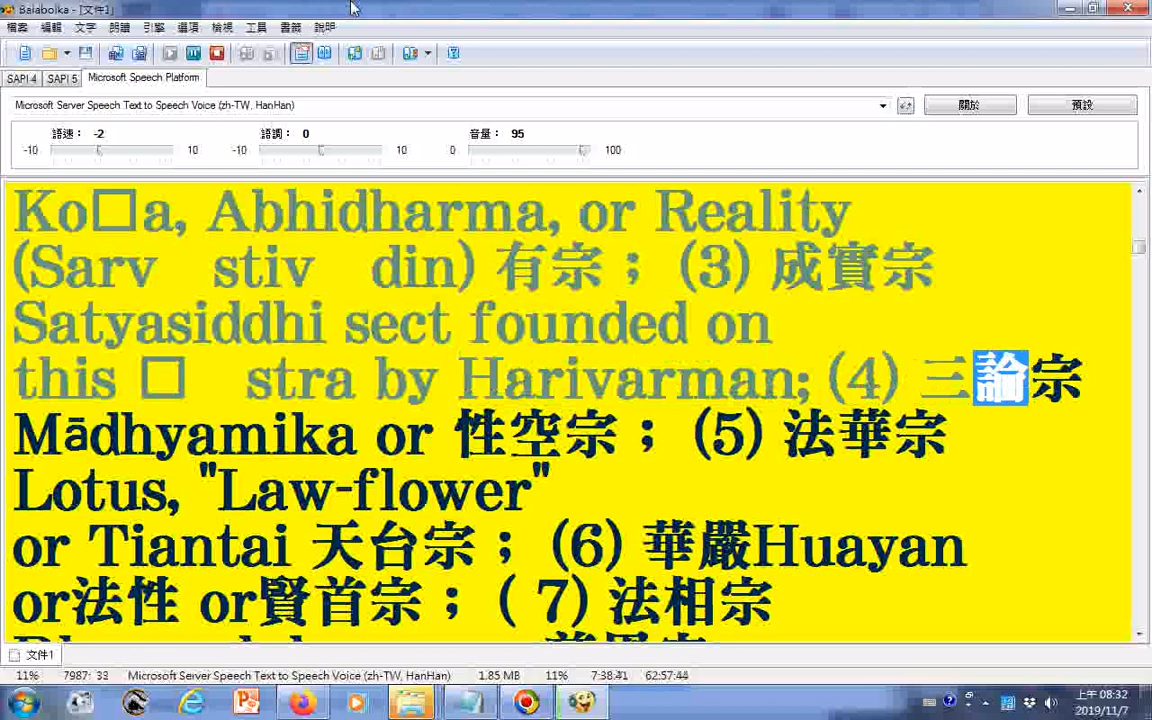 Balabolka - [文件1]
檔案 編輯 文字 朗讀 引擎 選項 檢視 工具 書籤 說明
SAPI 4 SAPI 5 Microsoft Speech Platform
Microsoft Server Speech Text to Speech Voice (zh-TW, HanHan) 關於 預設
語速： -2 語調： 0 音量： 95
-10 10 -10 10 0 100
Ko□a, Abhidharma, or Reality
(Sarv stiv din) 有宗； (3) 成實宗
Satyasiddhi sect founded on
this □ stra by Harivarman; (4) 三論宗
Mādhyamika or 性空宗； (5) 法華宗
Lotus, "Law-flower"
or Tiantai 天台宗； (6) 華嚴Huayan
or法性 or賢首宗； ( 7) 法相宗
文件1
11% 7987: 33 Microsoft Server Speech Text to Speech Voice (zh-TW, HanHan) 1.85 MB 11% 7:38:41 62:57:44
上午 08:32
2019/11/7